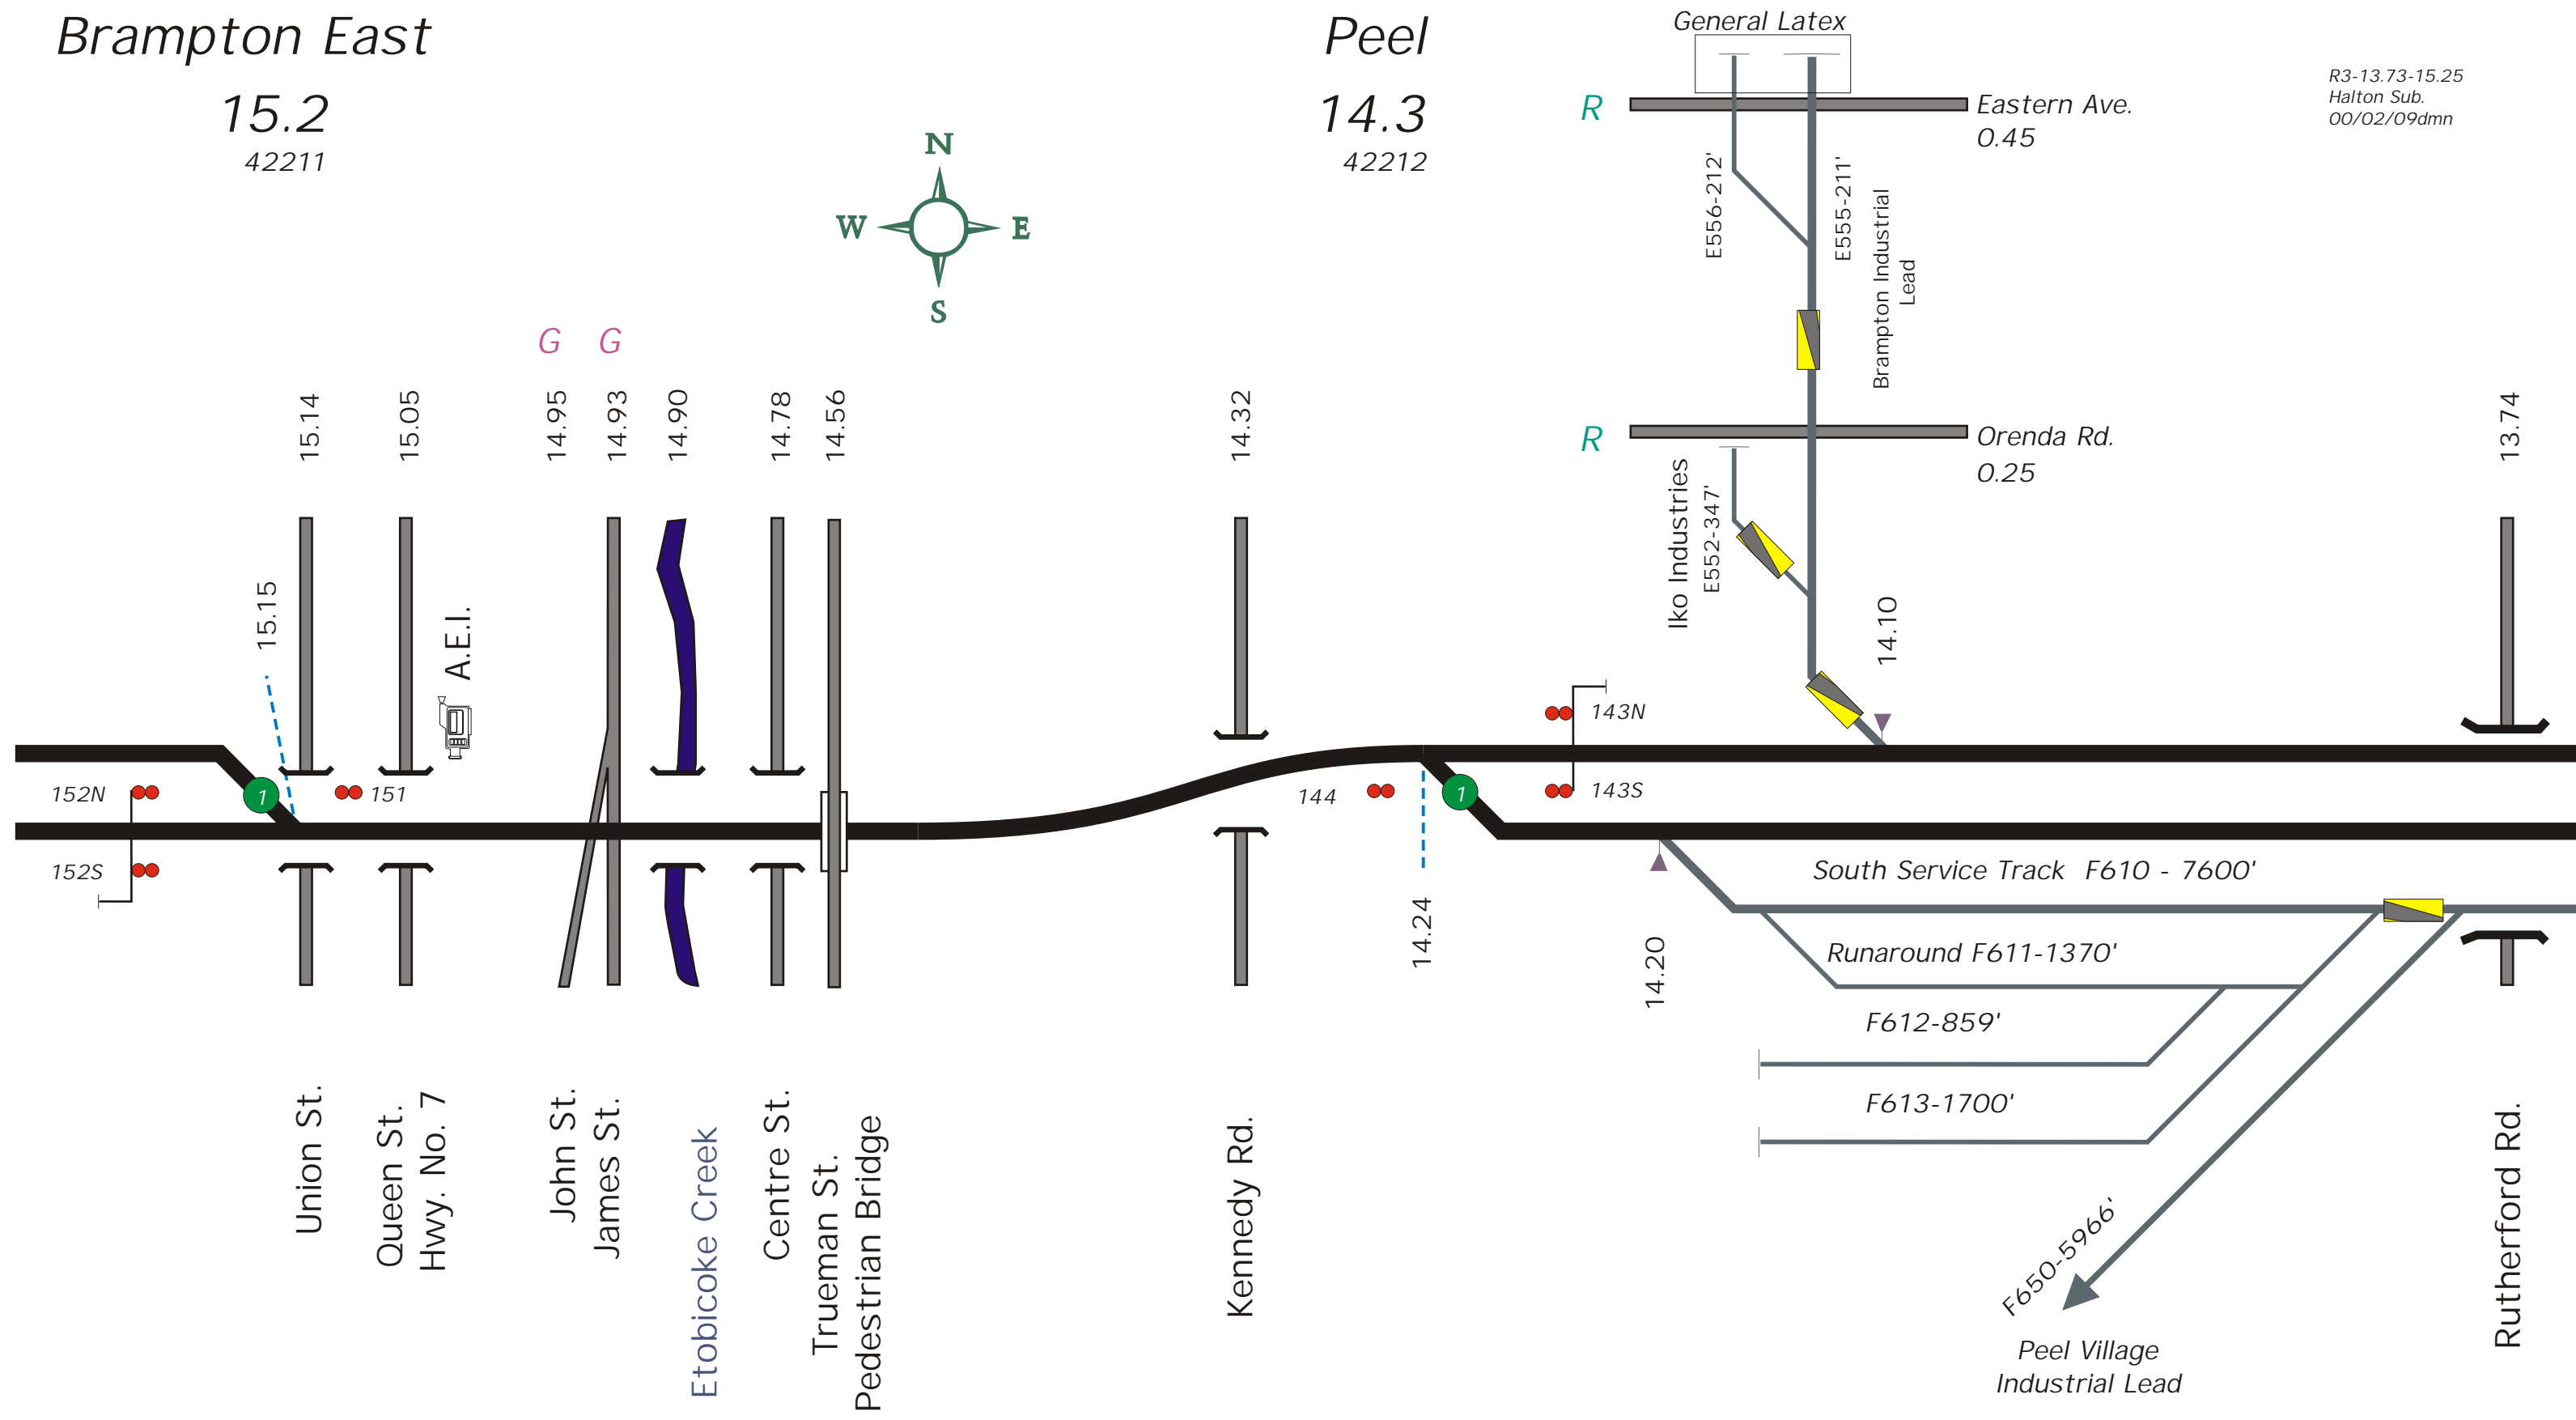 Brampton East
15.2
42211
Peel
14.3
42212
General Latex
R3-13.73-15.25
Halton Sub.
00/02/09dmn
R
Eastern Ave.
0.45
N
W
E
S
E556-212'
E555-211'
Brampton Industrial
Lead
G
G
15.14
15.05
14.95
14.93
14.90
14.78
14.56
14.32
13.74
R
Orenda Rd.
0.25
Iko Industries
E552-347'
15.15
A.E.I.
14.10
152N
1
151
152S
144
1
143N
143S
14.24
14.20
South Service Track F610 - 7600'
Runaround F611-1370'
F612-859'
F613-1700'
F650-5966'
Peel Village
Industrial Lead
Union St.
Queen St.
Hwy. No. 7
John St.
James St.
Etobicoke Creek
Centre St.
Trueman St.
Pedestrian Bridge
Kennedy Rd.
Rutherford Rd.